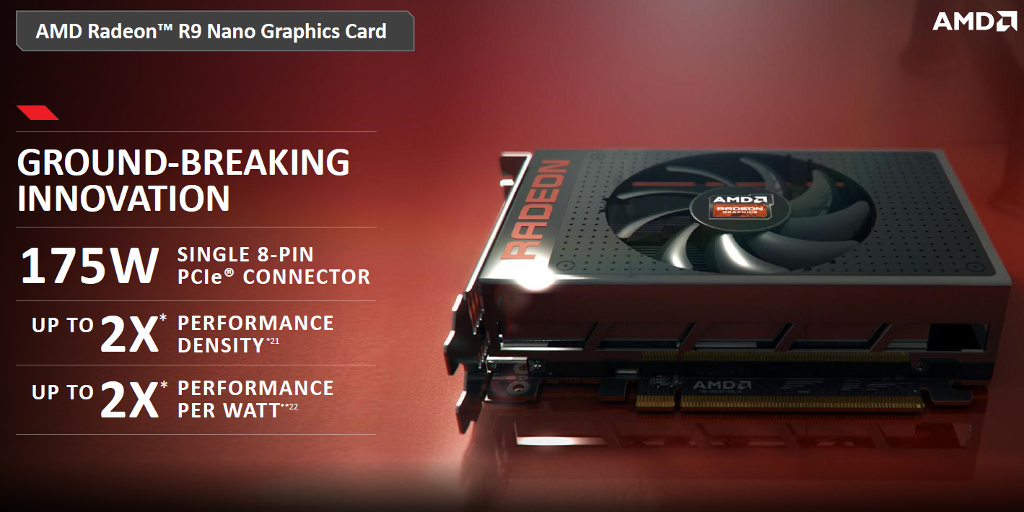 AMD Radeon™ R9 Nano Graphics Card
AMD
GROUND-BREAKING
INNOVATION
175W SINGLE 8-PIN
PCIe® CONNECTOR
UP TO 2X* PERFORMANCE
DENSITY*21
UP TO 2X* PERFORMANCE
PER WATT**22
RADEON
AMD
RADEON
GRAPHICS
AMD